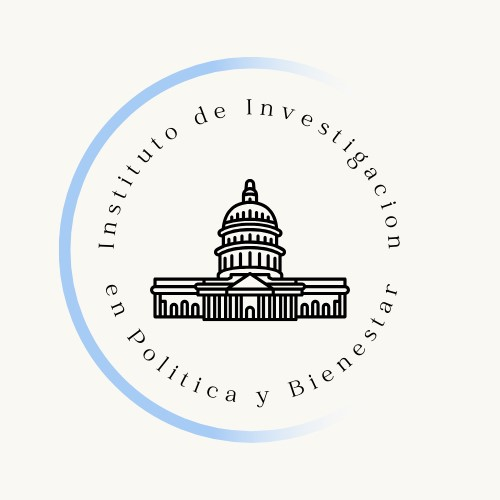 Instituto de Investigacion
en Politica y Bienestar